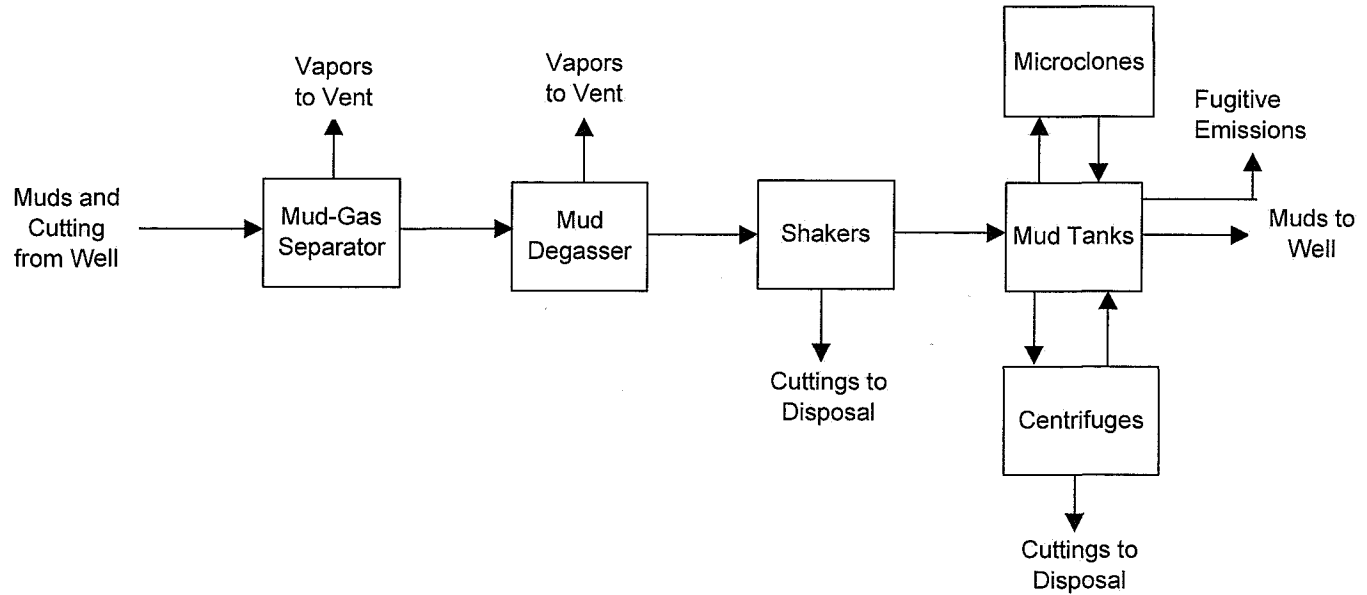 Muds and
Cutting
from Well
Vapors
to Vent
Mud-Gas
Separator
Vapors
to Vent
Mud
Degasser
Shakers
Cuttings to
Disposal
Microclones
Mud Tanks
Centrifuges
Cuttings to
Disposal
Fugitive
Emissions
Muds to
Well